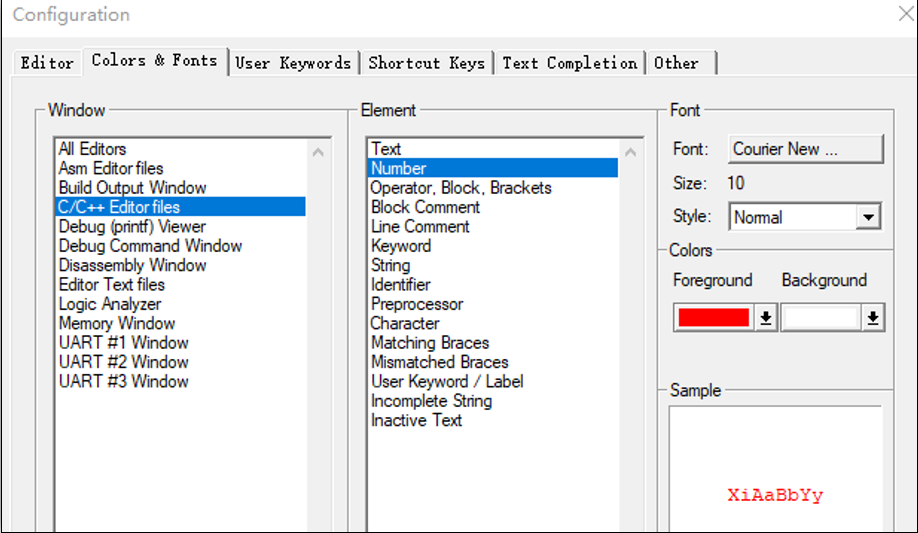 Configuration
Editor
Colors & Fonts
User Keywords
Shortcut Keys
Text Completion
Other
Window
All Editors
Asm Editor files
Build Output Window
C/C++ Editor files
Debug (printf) Viewer
Debug Command Window
Disassembly Window
Editor Text files
Logic Analyzer
Memory Window
UART #1 Window
UART #2 Window
UART #3 Window
Element
Text
Number
Operator, Block, Brackets
Block Comment
Line Comment
Keyword
String
Identifier
Preprocessor
Character
Matching Braces
Mismatched Braces
User Keyword / Label
Incomplete String
Inactive Text
Font
Font: Courier New ...
Size: 10
Style: Normal
Colors
Foreground Background
Sample
XiAaBbYy